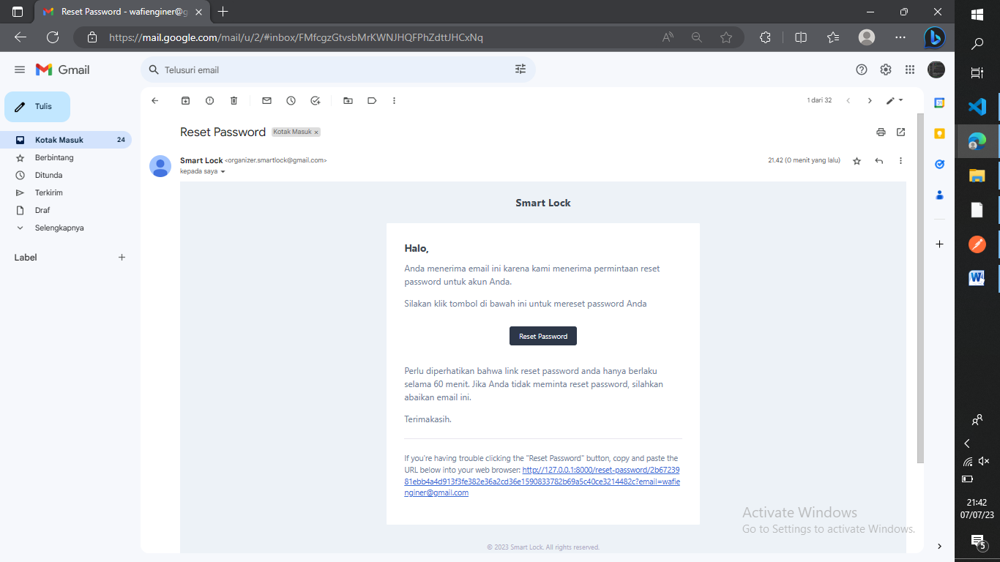 Reset Password - wafienginer@g
https://mail.google.com/mail/u/2/#inbox/FMfcgzGtvsbMrKWNJHQFPhZdttJHCxNq
Gmail
Telusuri email
Tulis
1 dari 32
Kotak Masuk 24
Berbintang
Ditunda
Terkirim
Draf
Selengkapnya
Label
Reset Password Kotak Masuk ×
Smart Lock <organizer.smartlock@gmail.com>
21.42 (0 menit yang lalu)
kepada saya
Smart Lock
Halo,
Anda menerima email ini karena kami menerima permintaan reset
password untuk akun Anda.
Silakan klik tombol di bawah ini untuk mereset password Anda
Reset Password
Perlu diperhatikan bahwa link reset password anda hanya berlaku
selama 60 menit. Jika Anda tidak meminta reset password, silahkan
abaikan email ini.
Terimakasih.
If you're having trouble clicking the "Reset Password" button, copy and paste the
URL below into your web browser: http://127.0.0.1:8000/reset-password/2b67239
81ebb4a4d913f3fe382e36a2cd36e1590833782b69a5c40ce3214482c?email=wafie
nginer@gmail.com
© 2023 Smart Lock. All rights reserved.
Activate Windows
Go to Settings to activate Windows.
21:42
07/07/23
5